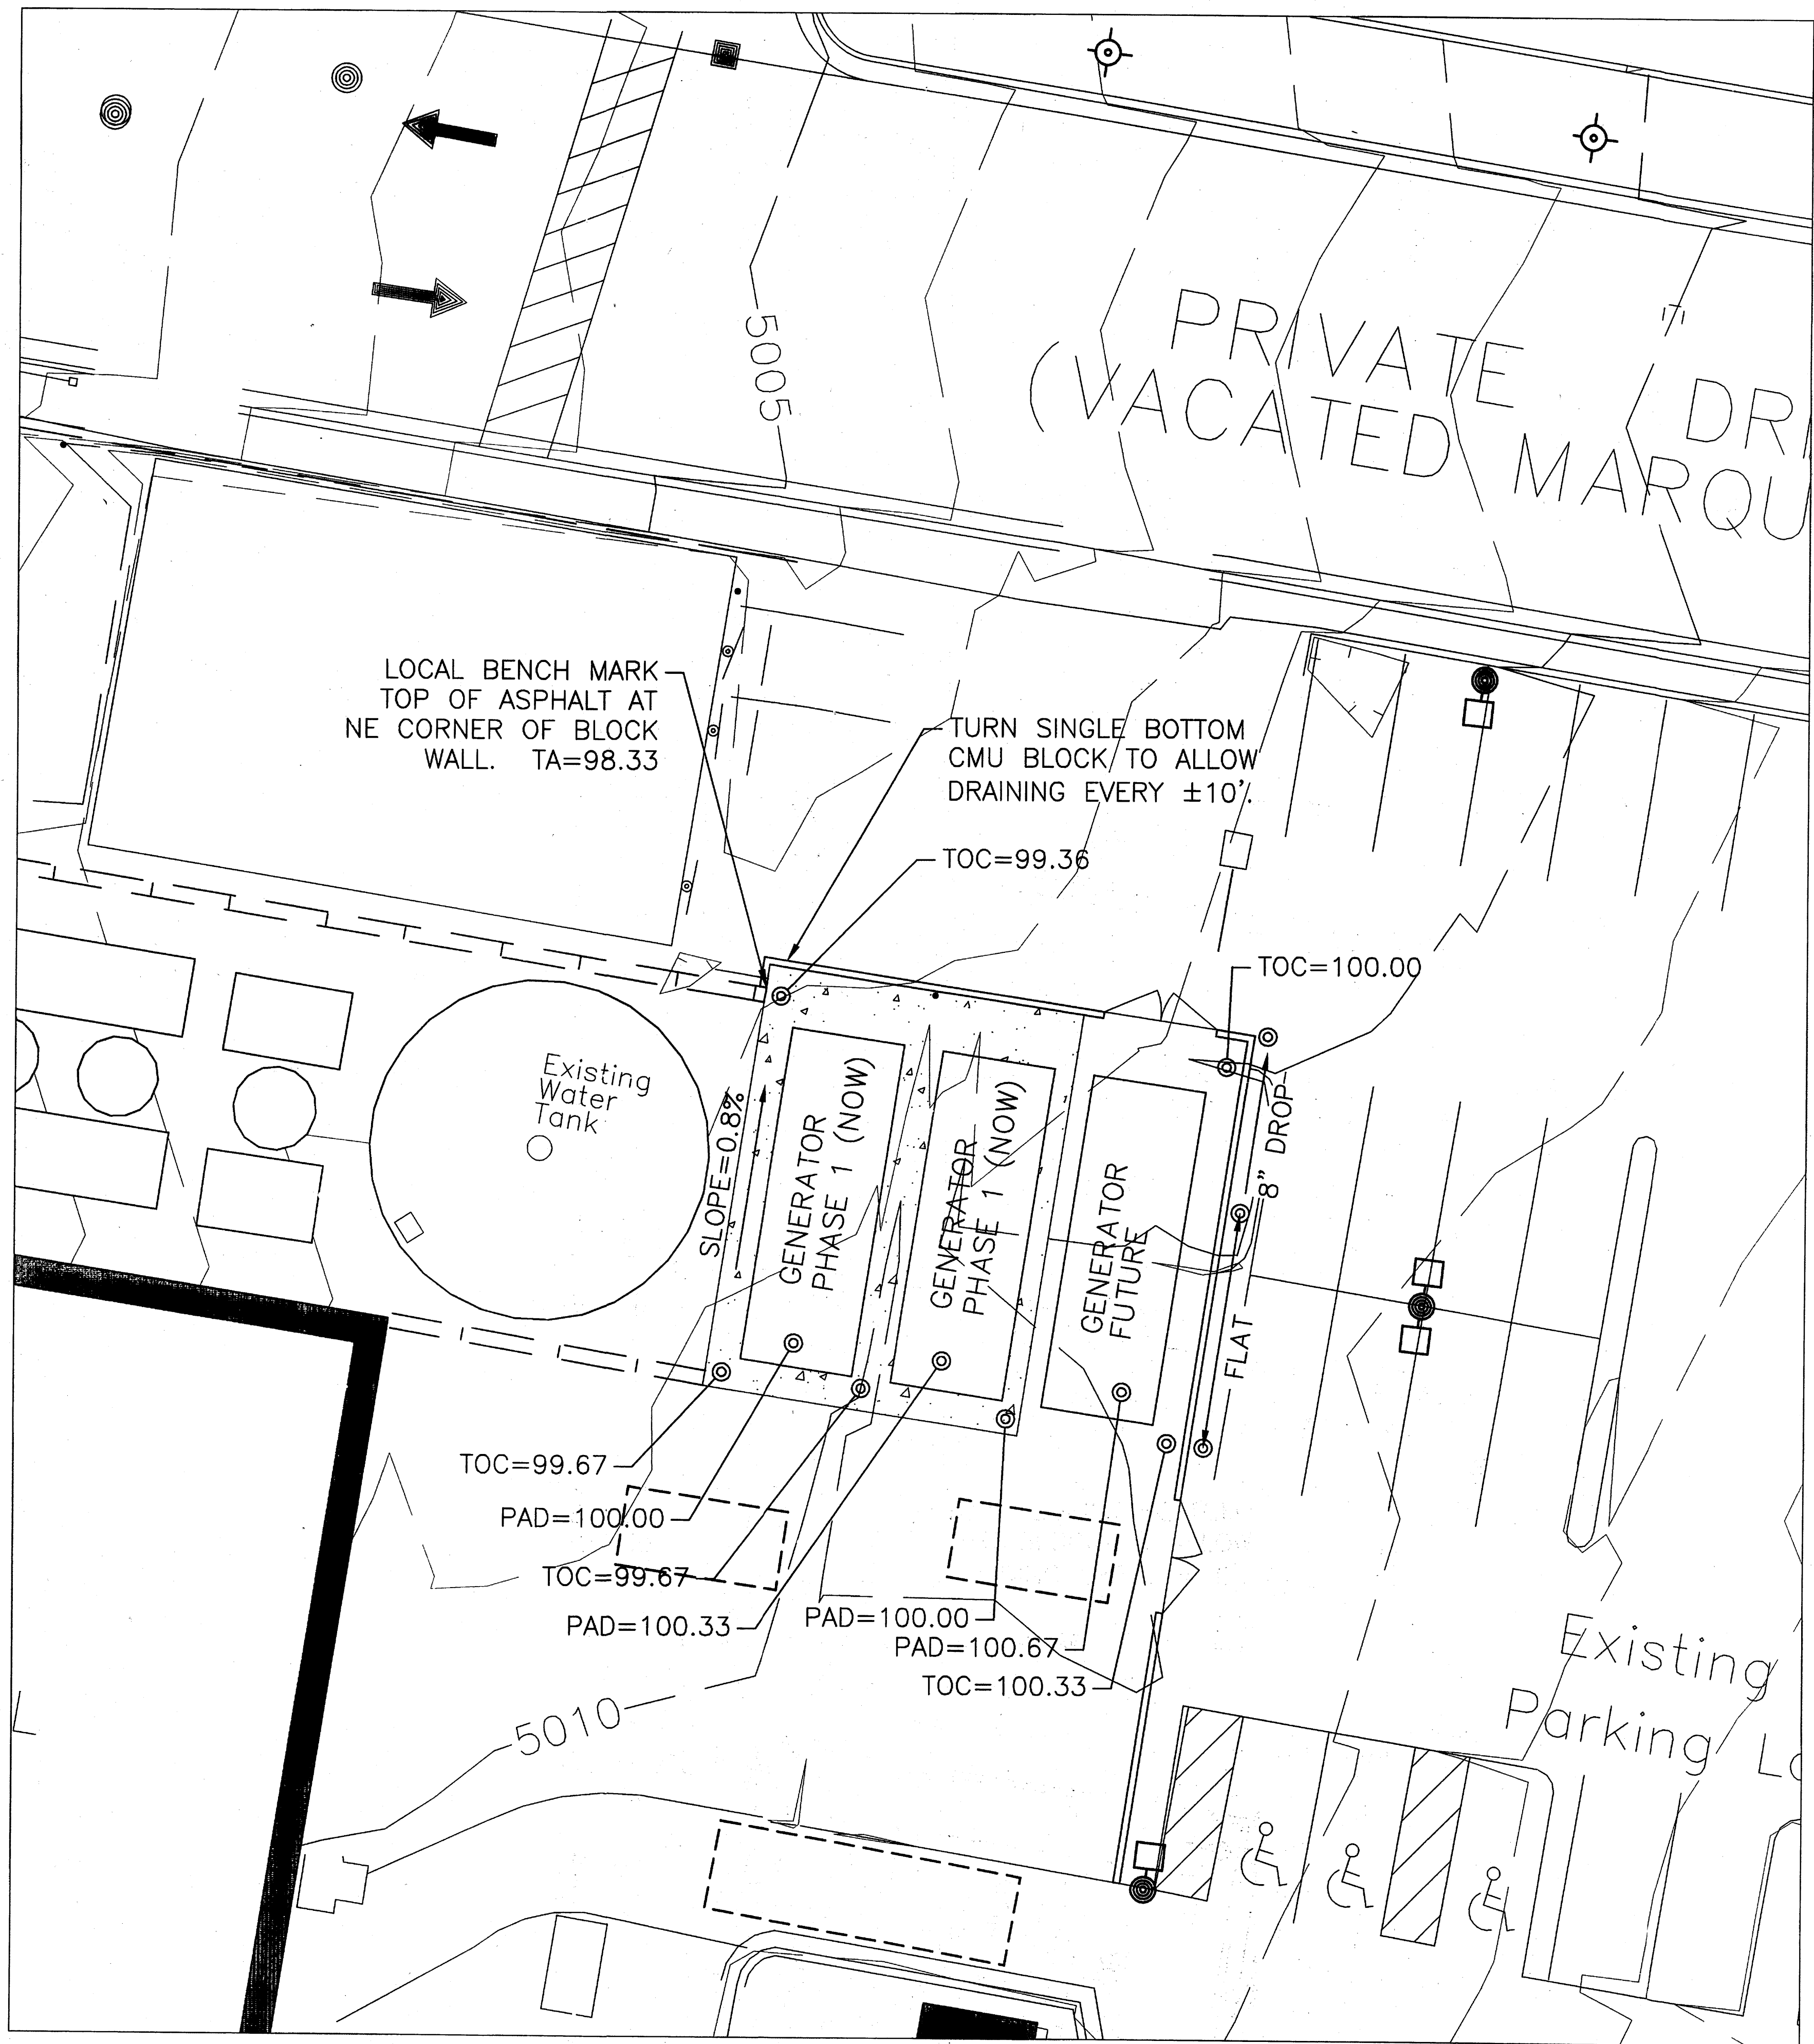 5005
PRIVATE DRI
(VACATED MARQU
LOCAL BENCH MARK
TOP OF ASPHALT AT
NE CORNER OF BLOCK
WALL. TA=98.33
TURN SINGLE BOTTOM
CMU BLOCK TO ALLOW
DRAINING EVERY ±10'.
TOC=99.36
TOC=100.00
Existing
Water
Tank
SLOPE=0.8%
GENERATOR
PHASE 1 (NOW)
GENERATOR
PHASE 1 (NOW)
GENERATOR
FUTURE
8" DROP
FLAT
TOC=99.67
PAD=100.00
TOC=99.67
PAD=100.33
PAD=100.00
PAD=100.67
TOC=100.33
5010
Existing
Parking Lo